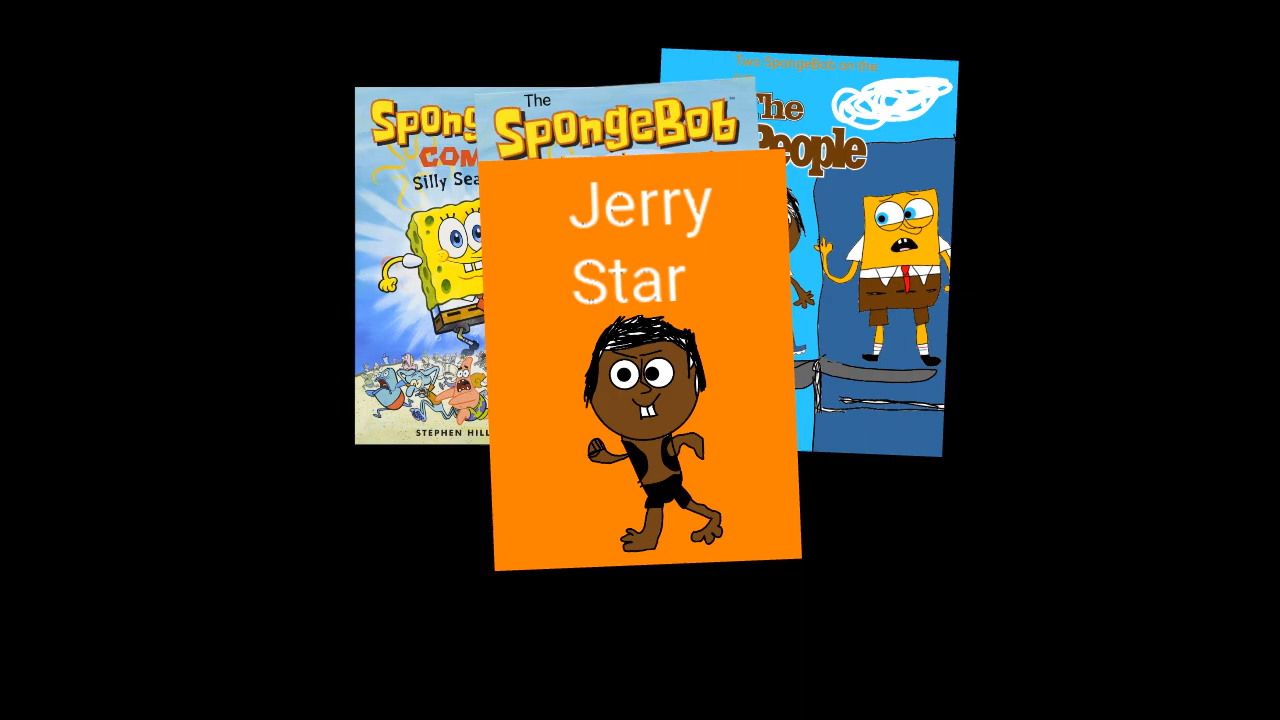 Spong
COM
Silly Sea
STEPHEN HILL
The
SpongeBob
Jerry
Star
Two SpongeBob on the
The
People